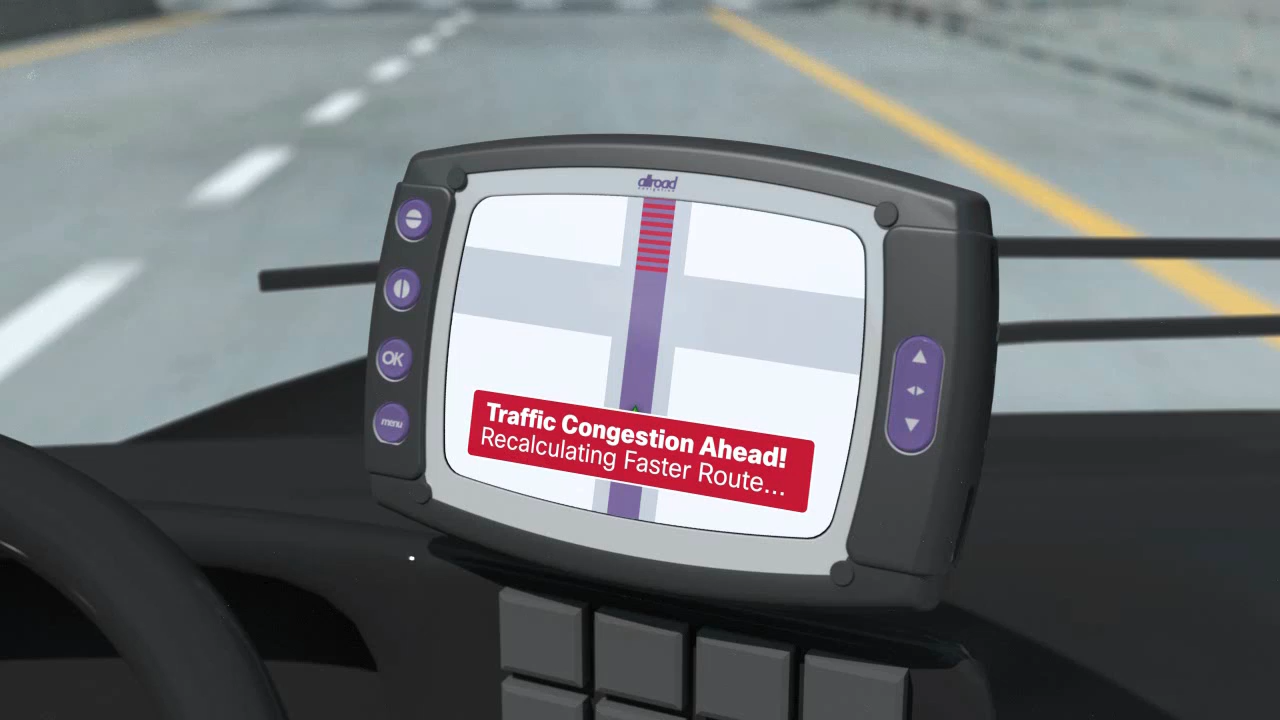 allroad
OK
menu
Traffic Congestion Ahead!
Recalculating Faster Route...